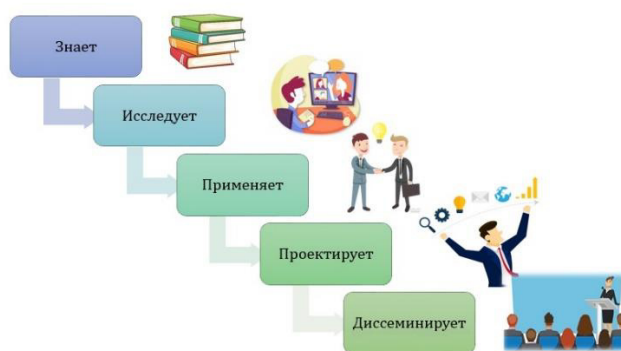 Знает
Исследует
Применяет
Проектирует
Диссеминирует